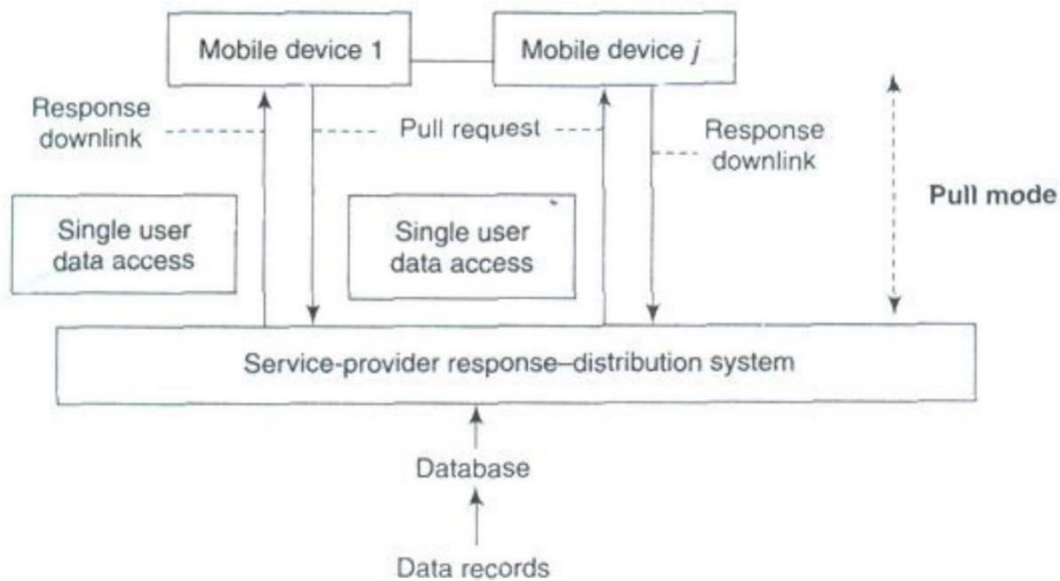 Mobile device 1
Mobile device j
Response
downlink
Pull request
Response
downlink
Pull mode
Single user
data access
Single user
data access
Service-provider response–distribution system
Database
Data records